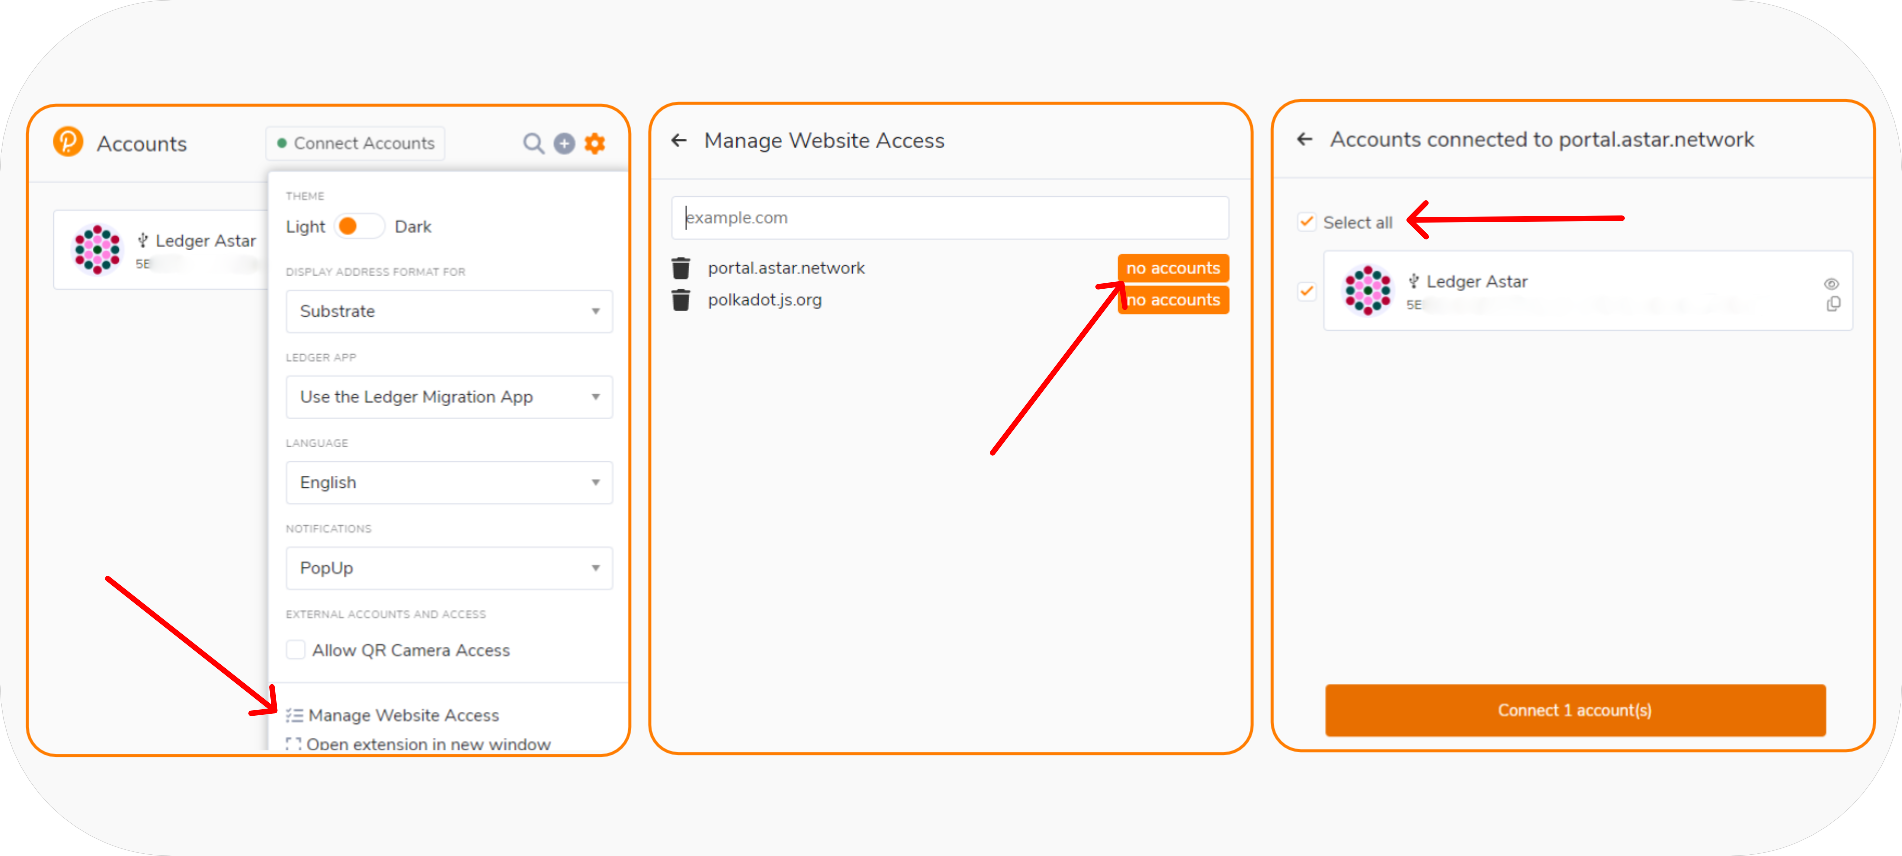 Accounts
Connect Accounts
THEME
Light Dark
Ledger Astar
5E
DISPLAY ADDRESS FORMAT FOR
Substrate
LEDGER APP
Use the Ledger Migration App
LANGUAGE
English
NOTIFICATIONS
PopUp
EXTERNAL ACCOUNTS AND ACCESS
Allow QR Camera Access
Manage Website Access
Open extension in new window
Manage Website Access
example.com
portal.astar.network no accounts
polkadot.js.org no accounts
Accounts connected to portal.astar.network
Select all
Ledger Astar
5E
Connect 1 account(s)